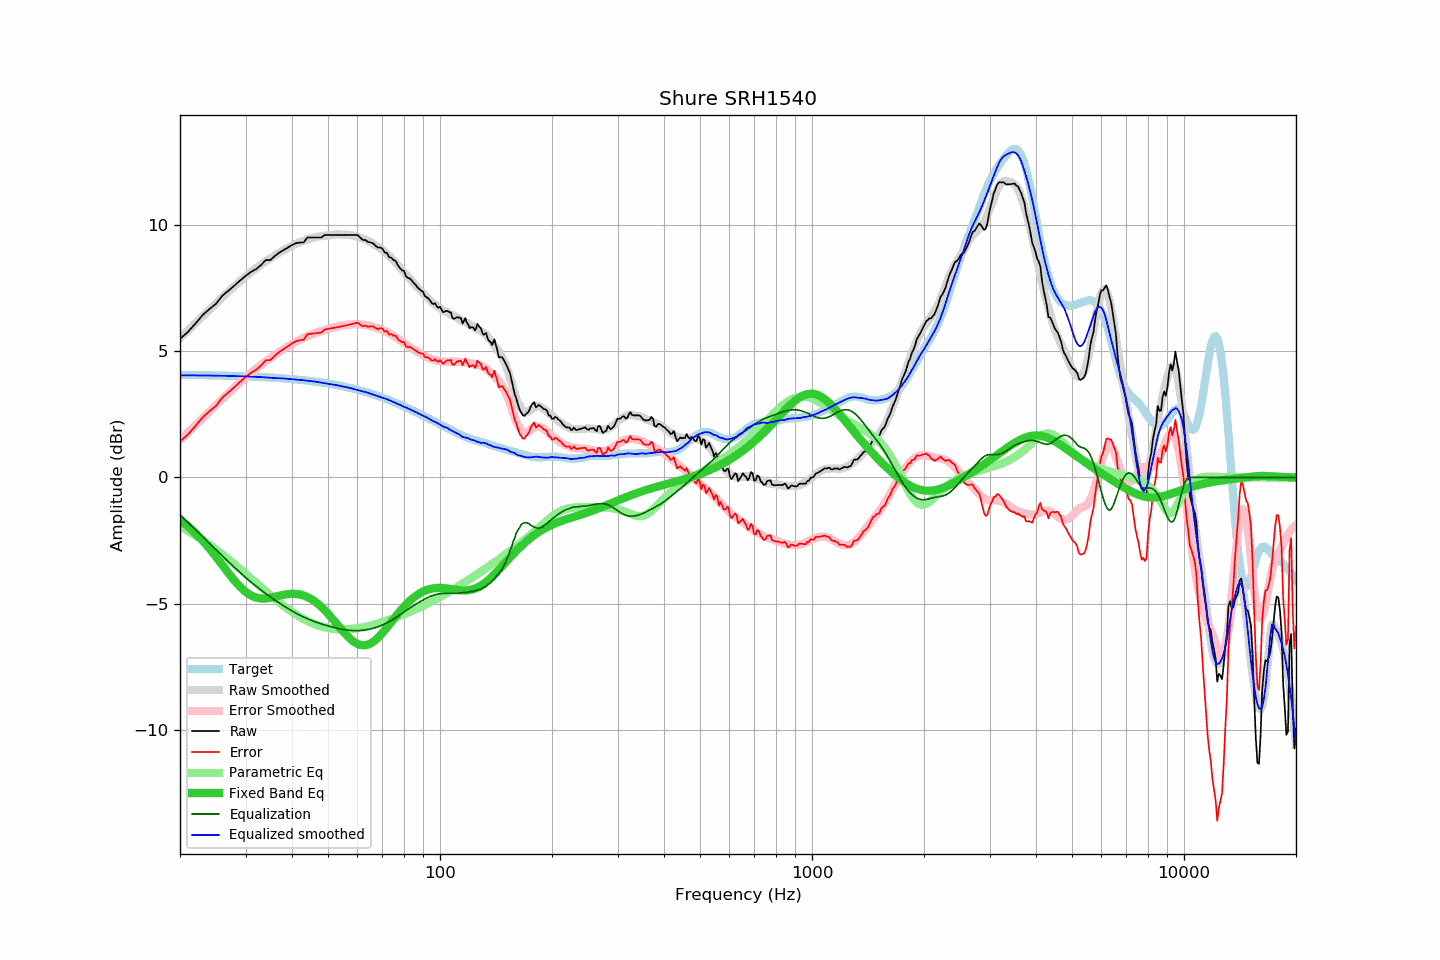 Shure SRH1540
Amplitude (dBr)
10
5
0
−5
−10
Target
Raw Smoothed
Error Smoothed
Raw
Error
Parametric Eq
Fixed Band Eq
Equalization
Equalized smoothed
100 1000 10000
Frequency (Hz)